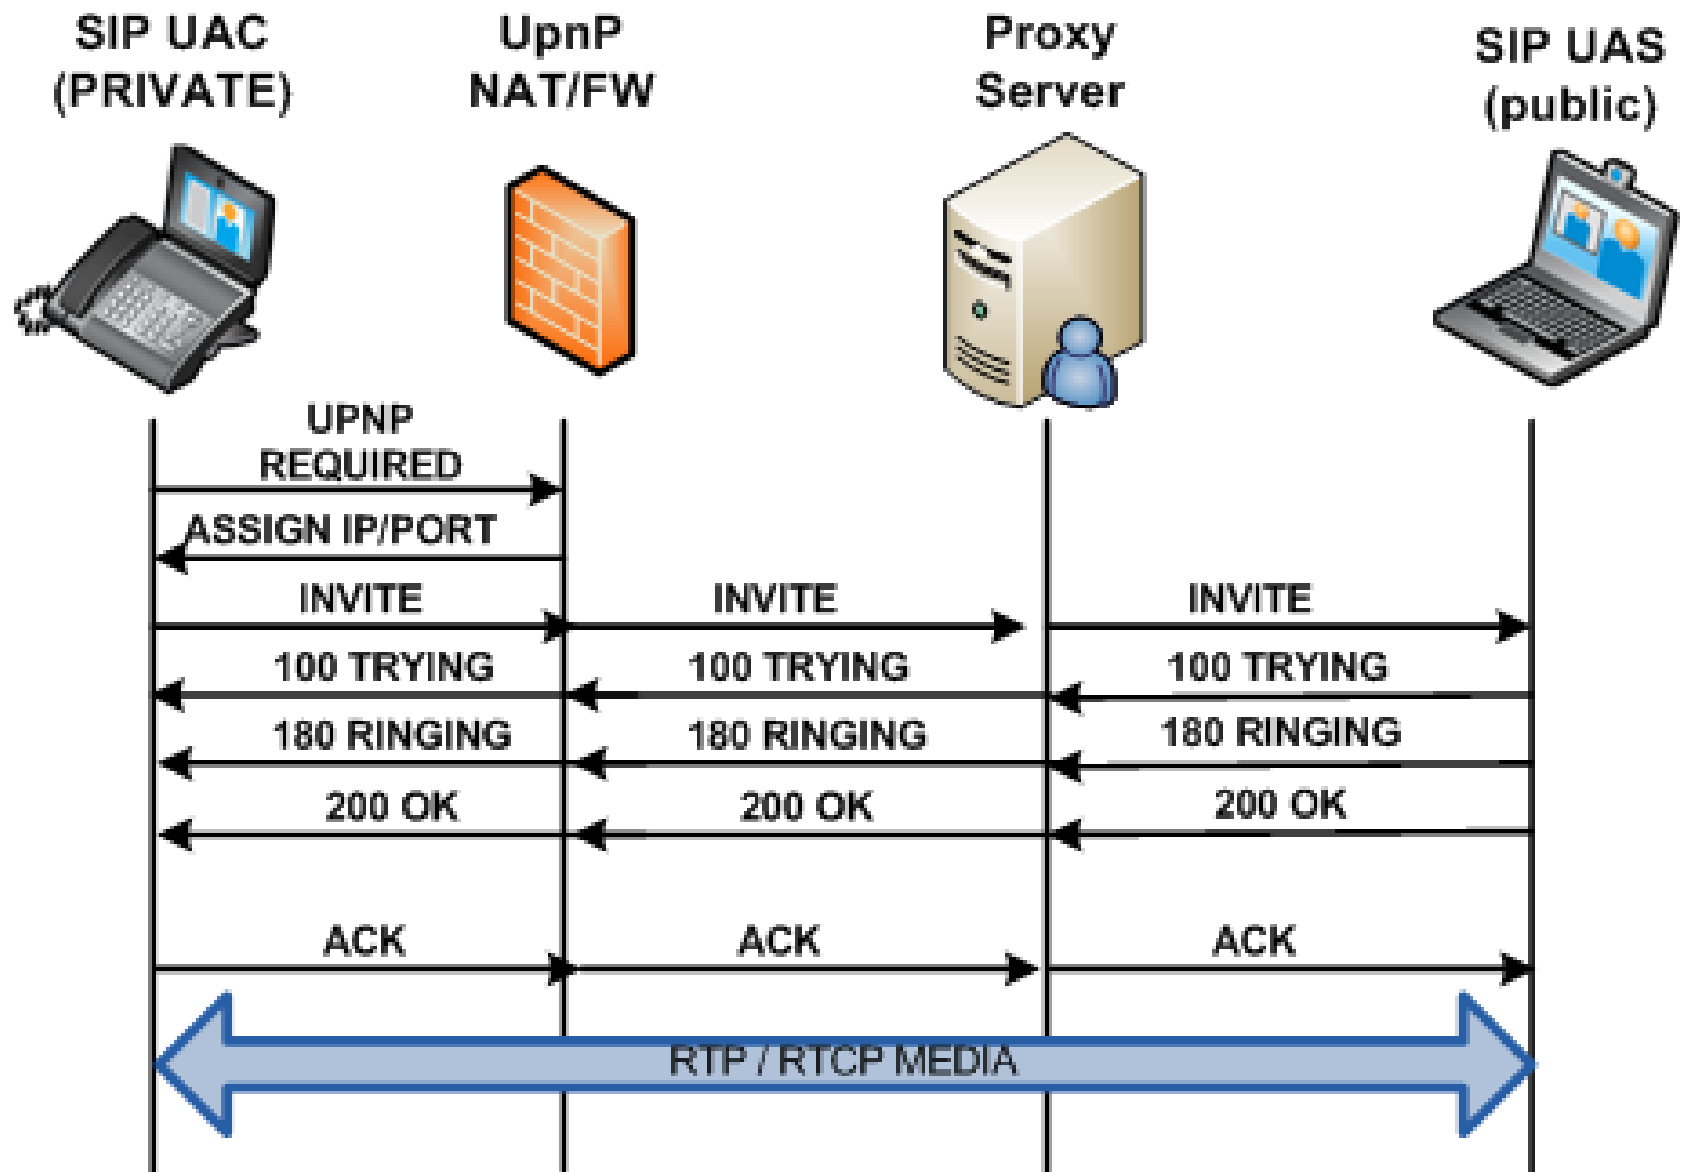 SIP UAC
(PRIVATE)
UpnP
NAT/FW
Proxy
Server
SIP UAS
(public)
UPNP
REQUIRED
ASSIGN IP/PORT
INVITE
INVITE
INVITE
100 TRYING
100 TRYING
100 TRYING
180 RINGING
180 RINGING
180 RINGING
200 OK
200 OK
200 OK
ACK
ACK
ACK
RTP / RTCP MEDIA